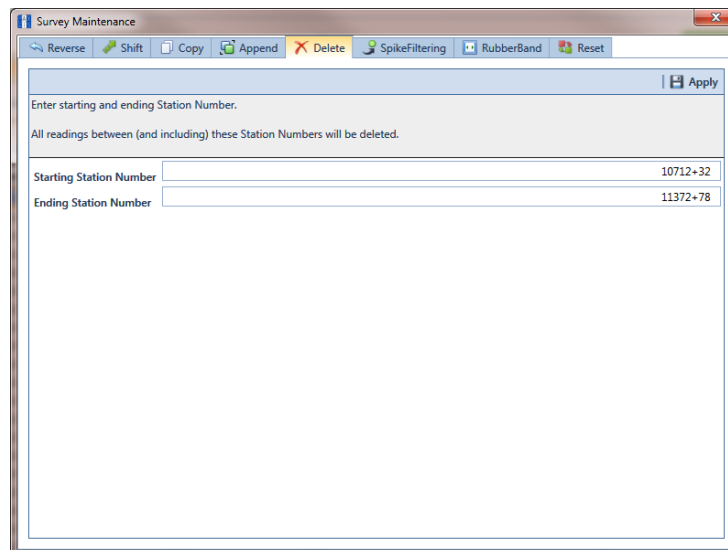 Survey Maintenance
Reverse Shift Copy Append Delete SpikeFiltering RubberBand Reset
Apply
Enter starting and ending Station Number.
All readings between (and including) these Station Numbers will be deleted.
Starting Station Number 10712+32
Ending Station Number 11372+78